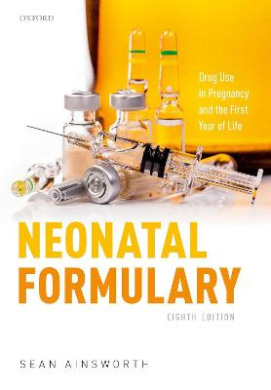 OXFORD
Drug Use
in Pregnancy
and the First
Year of Life
NEONATAL
FORMULARY
EIGHTH EDITION
SEAN AINSWORTH